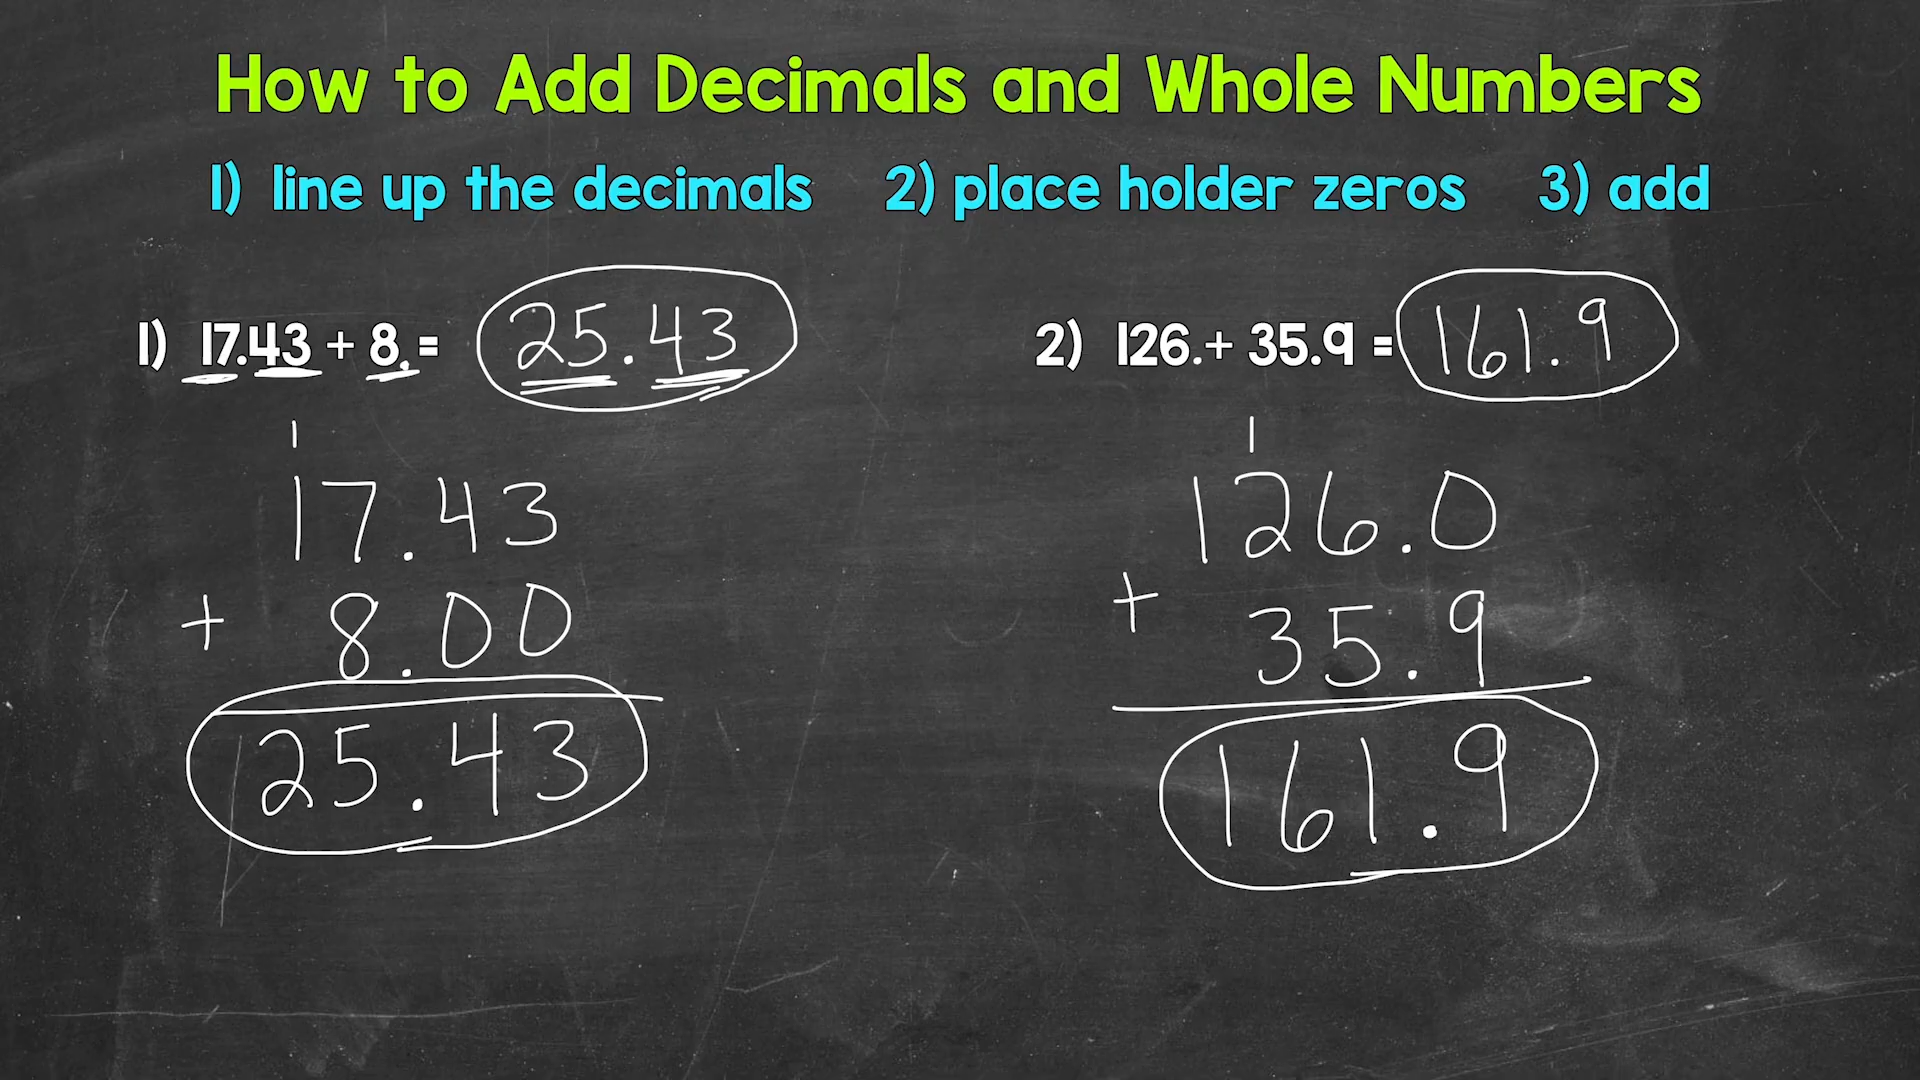 How to Add Decimals and Whole Numbers
1) line up the decimals 2) place holder zeros 3) add
1) 17.43 + 8. = 25.43
1
17.43
+ 8.00
25.43
2) 126. + 35.9 = 161.9
1
126.0
+ 35.9
161.9